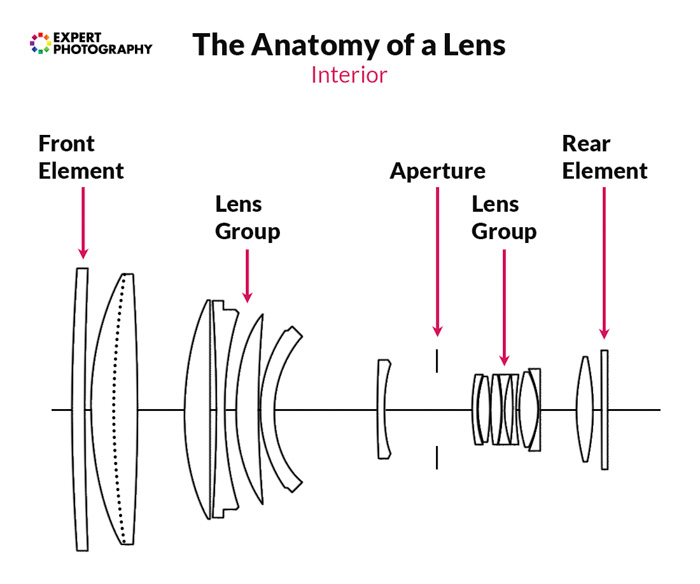 EXPERT
PHOTOGRAPHY
The Anatomy of a Lens
Interior
Front
Element
Lens
Group
Aperture
Lens
Group
Rear
Element